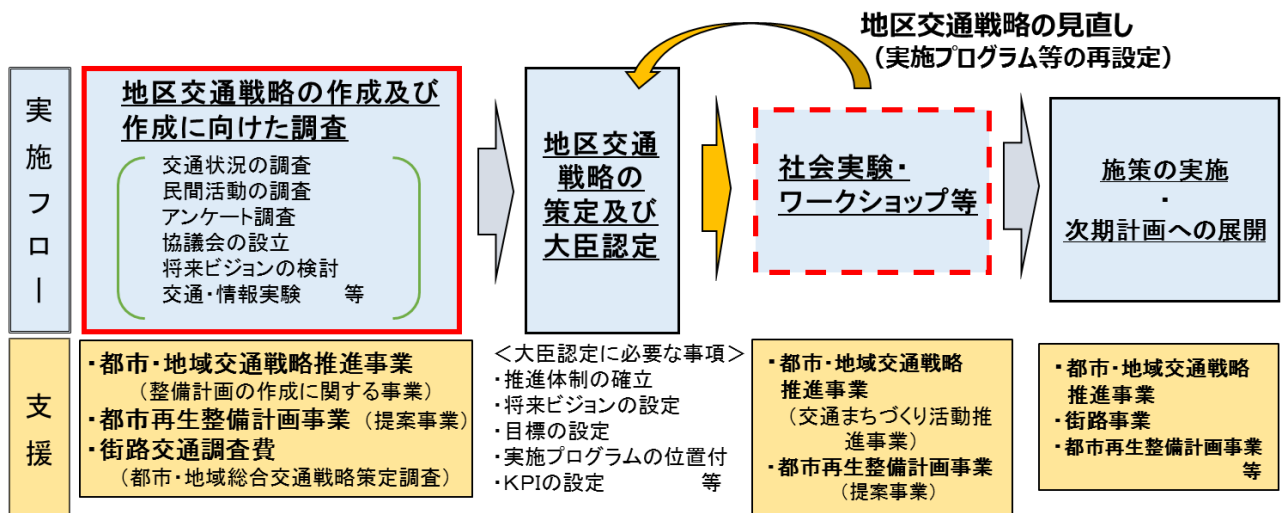 地区交通戦略の見直し
(実施プログラム等の再設定)
実施フロー
地区交通戦略の作成及び
作成に向けた調査
交通状況の調査
民間活動の調査
アンケート調査
協議会の設立
将来ビジョンの検討
交通・情報実験　等
地区交通
戦略の
策定及び
大臣認定
社会実験・
ワークショップ等
施策の実施
・
次期計画への展開
支援
・都市・地域交通戦略推進事業
(整備計画の作成に関する事業)
・都市再生整備計画事業（提案事業）
・街路交通調査費
(都市・地域総合交通戦略策定調査)
＜大臣認定に必要な事項＞
・推進体制の確立
・将来ビジョンの設定
・目標の設定
・実施プログラムの位置付
・KPIの設定　等
・都市・地域交通戦略
推進事業
(交通まちづくり活動推
進事業)
・都市再生整備計画事業
(提案事業)
・都市・地域交通戦略
推進事業
・街路事業
・都市再生整備計画事業
等